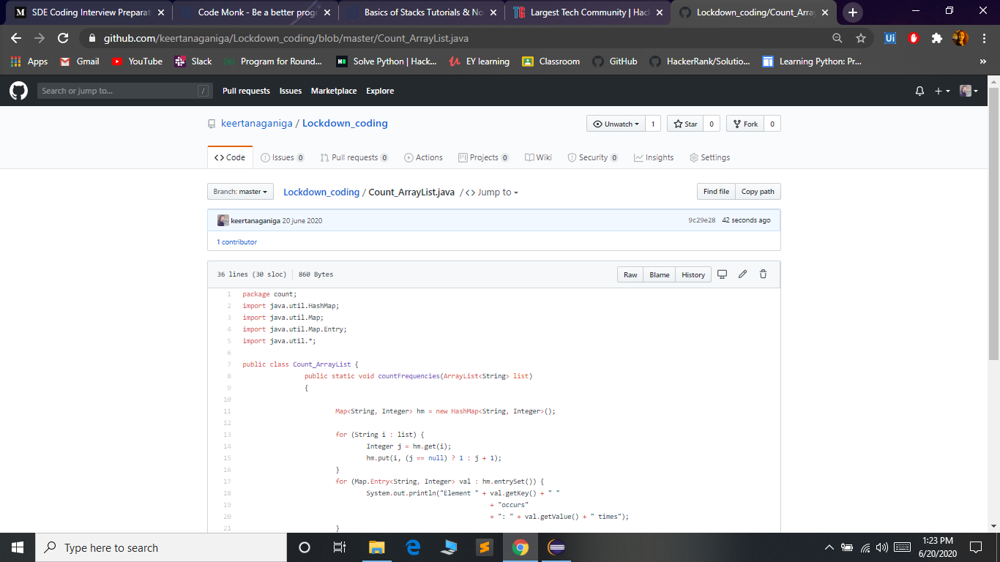 SDE Coding Interview Preparat
Code Monk - Be a better prog
Basics of Stacks Tutorials & No
Largest Tech Community | Hac
Lockdown_coding/Count_Arra
github.com/keertanaganiga/Lockdown_coding/blob/master/Count_ArrayList.java
Apps Gmail YouTube Slack Program for Round... Solve Python | Hack... EY learning Classroom GitHub HackerRank/Solutio... Learning Python: Pr... »
Search or jump to... / Pull requests Issues Marketplace Explore
keertanaganiga / Lockdown_coding Unwatch 1 Star 0 Fork 0
Code Issues 0 Pull requests 0 Actions Projects 0 Wiki Security 0 Insights Settings
Branch: master Lockdown_coding / Count_ArrayList.java / <> Jump to Find file Copy path
keertanaganiga 20 june 2020 9c29e28 42 seconds ago
1 contributor
36 lines (30 sloc) 860 Bytes Raw Blame History
1 package count;
2 import java.util.HashMap;
3 import java.util.Map;
4 import java.util.Map.Entry;
5 import java.util.*;
6
7 public class Count_ArrayList {
8 public static void countFrequencies(ArrayList<String> list)
9 {
10
11 Map<String, Integer> hm = new HashMap<String, Integer>();
12
13 for (String i : list) {
14 Integer j = hm.get(i);
15 hm.put(i, (j == null) ? 1 : j + 1);
16 }
17 for (Map.Entry<String, Integer> val : hm.entrySet()) {
18 System.out.println("Element " + val.getKey() + " "
19 + "occurs"
20 + ": " + val.getValue() + " times");
21 }
Type here to search
1:23 PM
6/20/2020